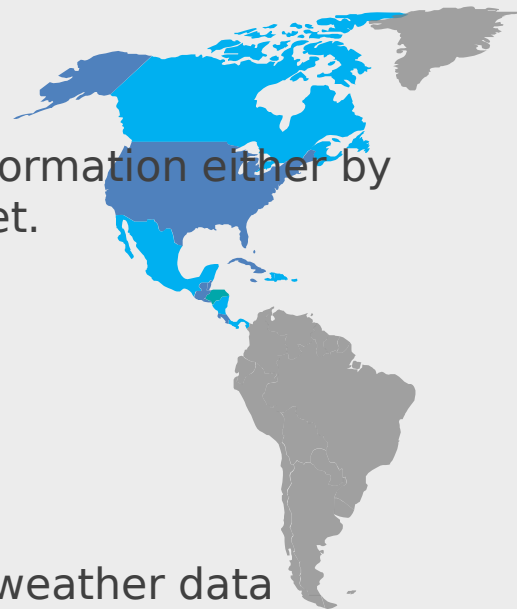 ormation either by
et.
weather data